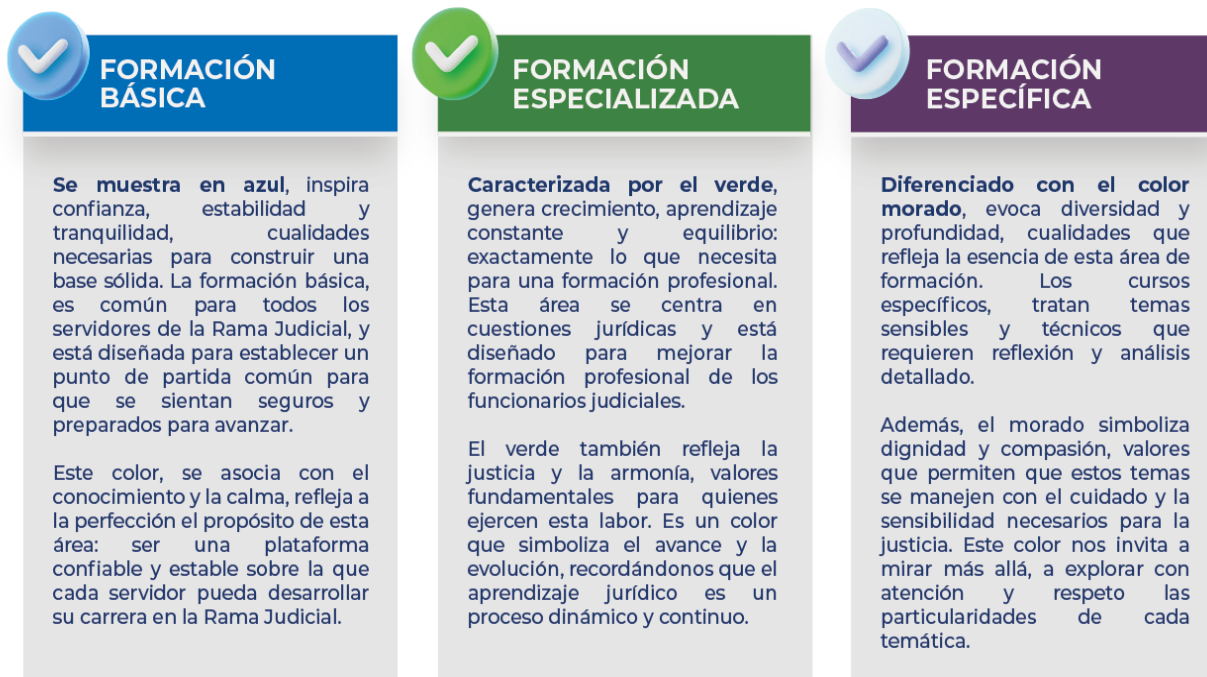 FORMACIÓN
BÁSICA
Se muestra en azul, inspira
confianza, estabilidad y
tranquilidad, cualidades
necesarias para construir una
base sólida. La formación básica,
es común para todos los
servidores de la Rama Judicial, y
está diseñada para establecer un
punto de partida común para
que se sientan seguros y
preparados para avanzar.
Este color, se asocia con el
conocimiento y la calma, refleja a
la perfección el propósito de esta
área: ser una plataforma
confiable y estable sobre la que
cada servidor pueda desarrollar
su carrera en la Rama Judicial.
FORMACIÓN
ESPECIALIZADA
Caracterizada por el verde,
genera crecimiento, aprendizaje
constante y equilibrio:
exactamente lo que necesita
para una formación profesional.
Esta área se centra en
cuestiones jurídicas y está
diseñado para mejorar la
formación profesional de los
funcionarios judiciales.
El verde también refleja la
justicia y la armonía, valores
fundamentales para quienes
ejercen esta labor. Es un color
que simboliza el avance y la
evolución, recordándonos que el
aprendizaje jurídico es un
proceso dinámico y continuo.
FORMACIÓN
ESPECÍFICA
Diferenciado con el color
morado, evoca diversidad y
profundidad, cualidades que
refleja la esencia de esta área de
formación. Los cursos
específicos, tratan temas
sensibles y técnicos que
requieren reflexión y análisis
detallado.
Además, el morado simboliza
dignidad y compasión, valores
que permiten que estos temas
se manejen con el cuidado y la
sensibilidad necesarios para la
justicia. Este color nos invita a
mirar más allá, a explorar con
atención y respeto las
particularidades de cada
temática.